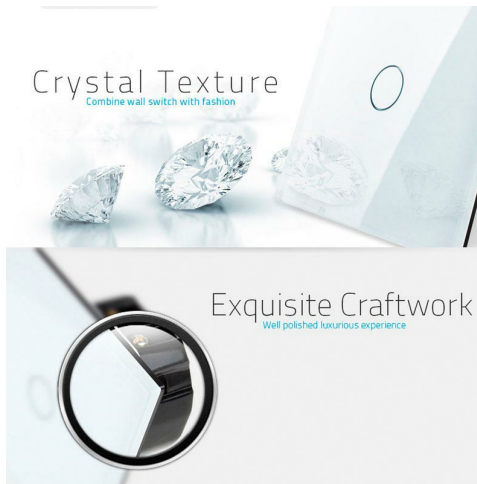 Crystal Texture
Combine wall switch with fashion
Exquisite Craftwork
Well polished luxurious experience